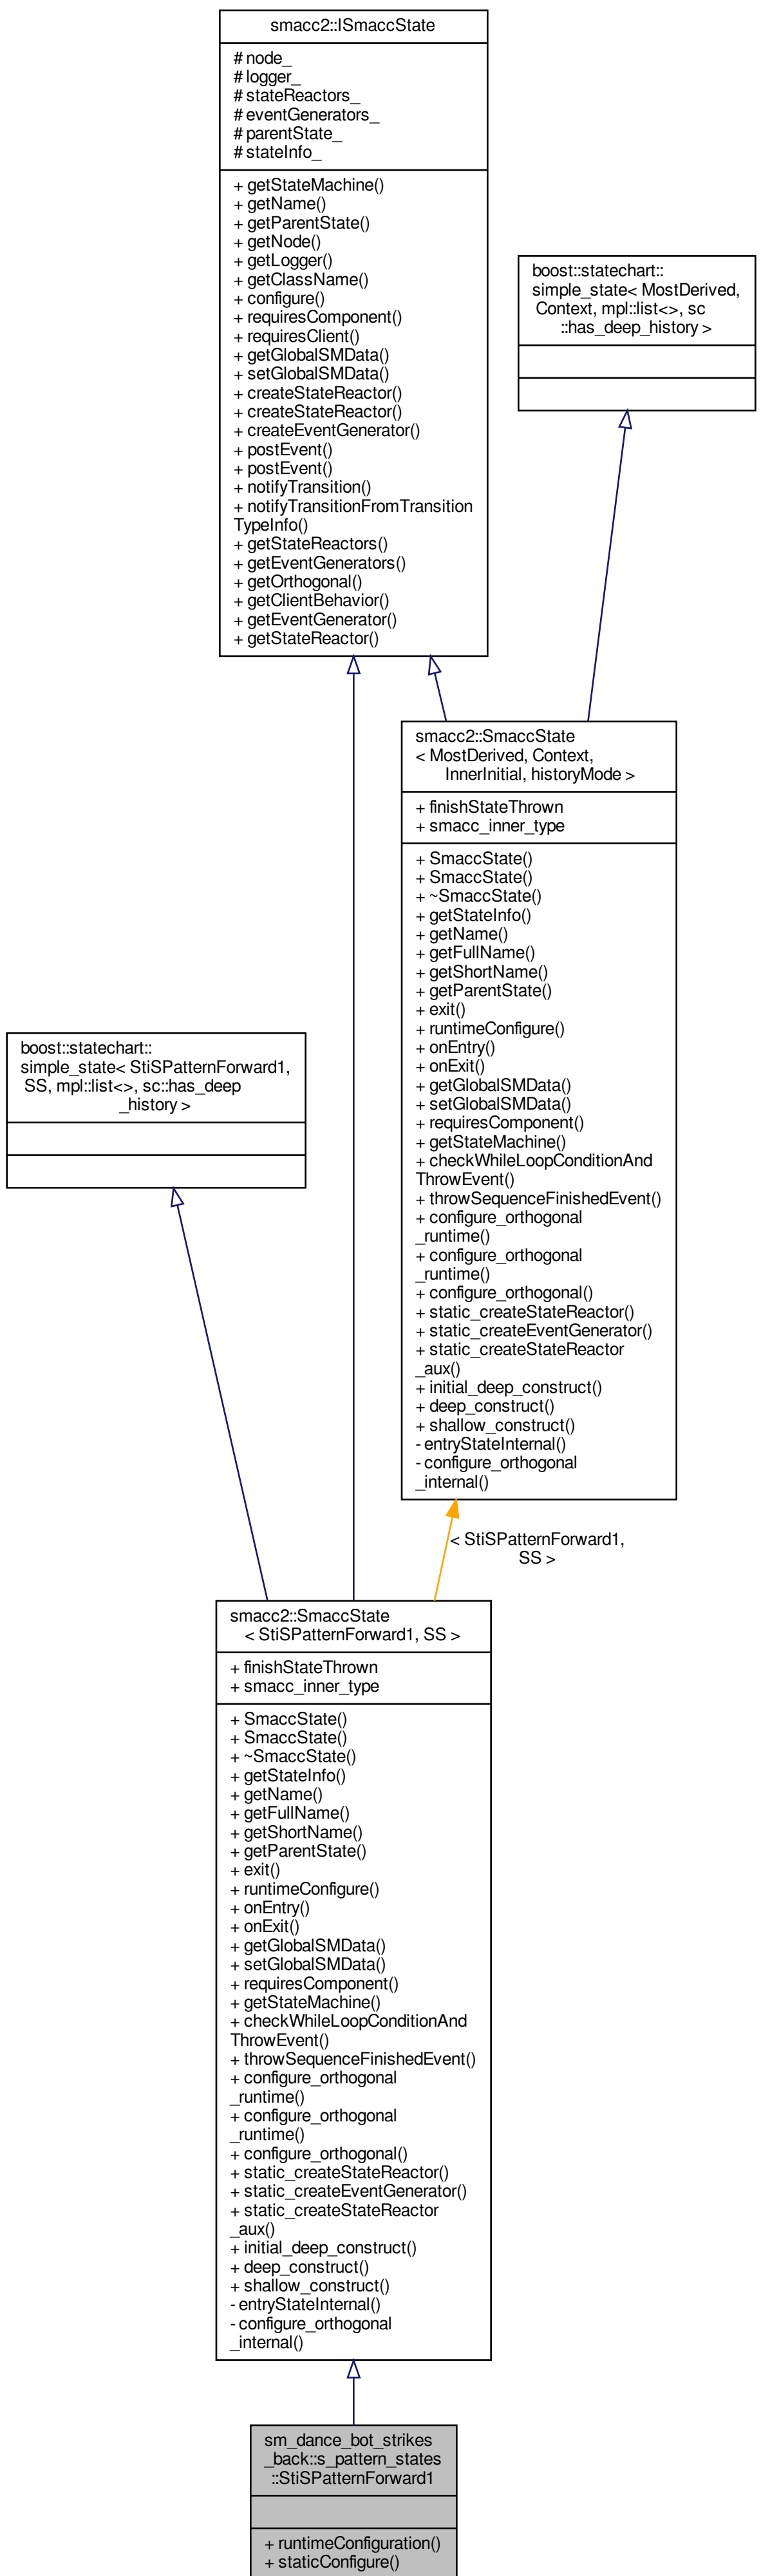 smacc2::ISmaccState
# node_
# logger_
# stateReactors_
# eventGenerators_
# parentState_
# stateInfo_
+ getStateMachine()
+ getName()
+ getParentState()
+ getNode()
+ getLogger()
+ getClassName()
+ configure()
+ requiresComponent()
+ requiresClient()
+ getGlobalSMData()
+ setGlobalSMData()
+ createStateReactor()
+ createStateReactor()
+ createEventGenerator()
+ postEvent()
+ postEvent()
+ notifyTransition()
+ notifyTransitionFromTransition
TypeInfo()
+ getStateReactors()
+ getEventGenerators()
+ getOrthogonal()
+ getClientBehavior()
+ getEventGenerator()
+ getStateReactor()
boost::statechart::
simple_state< MostDerived,
Context, mpl::list<>, sc
::has_deep_history >
smacc2::SmaccState
< MostDerived, Context,
InnerInitial, historyMode >
+ finishStateThrown
+ smacc_inner_type
+ SmaccState()
+ SmaccState()
+ ~SmaccState()
+ getStateInfo()
+ getName()
+ getFullName()
+ getShortName()
+ getParentState()
+ exit()
+ runtimeConfigure()
+ onEntry()
+ onExit()
+ getGlobalSMData()
+ setGlobalSMData()
+ requiresComponent()
+ getStateMachine()
+ checkWhileLoopConditionAnd
ThrowEvent()
+ throwSequenceFinishedEvent()
+ configure_orthogonal
_runtime()
+ configure_orthogonal
_runtime()
+ configure_orthogonal()
+ static_createStateReactor()
+ static_createEventGenerator()
+ static_createStateReactor
_aux()
+ initial_deep_construct()
+ deep_construct()
+ shallow_construct()
- entryStateInternal()
- configure_orthogonal
_internal()
boost::statechart::
simple_state< StiSPatternForward1,
SS, mpl::list<>, sc::has_deep
_history >
< StiSPatternForward1,
SS >
smacc2::SmaccState
< StiSPatternForward1, SS >
+ finishStateThrown
+ smacc_inner_type
+ SmaccState()
+ SmaccState()
+ ~SmaccState()
+ getStateInfo()
+ getName()
+ getFullName()
+ getShortName()
+ getParentState()
+ exit()
+ runtimeConfigure()
+ onEntry()
+ onExit()
+ getGlobalSMData()
+ setGlobalSMData()
+ requiresComponent()
+ getStateMachine()
+ checkWhileLoopConditionAnd
ThrowEvent()
+ throwSequenceFinishedEvent()
+ configure_orthogonal
_runtime()
+ configure_orthogonal
_runtime()
+ configure_orthogonal()
+ static_createStateReactor()
+ static_createEventGenerator()
+ static_createStateReactor
_aux()
+ initial_deep_construct()
+ deep_construct()
+ shallow_construct()
- entryStateInternal()
- configure_orthogonal
_internal()
sm_dance_bot_strikes
_back::s_pattern_states
::StiSPatternForward1
+ runtimeConfiguration()
+ staticConfigure()